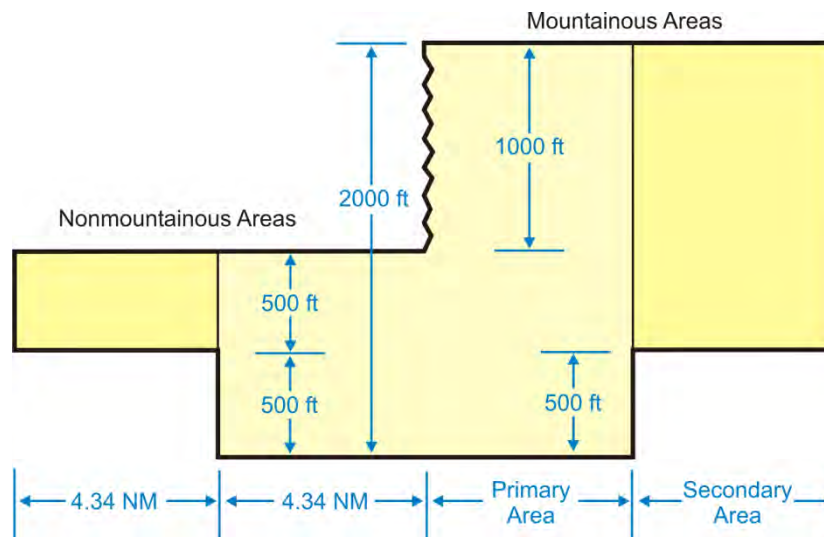 Mountainous Areas
1000 ft
2000 ft
Nonmountainous Areas
500 ft
500 ft
500 ft
4.34 NM
4.34 NM
Primary
Area
Secondary
Area